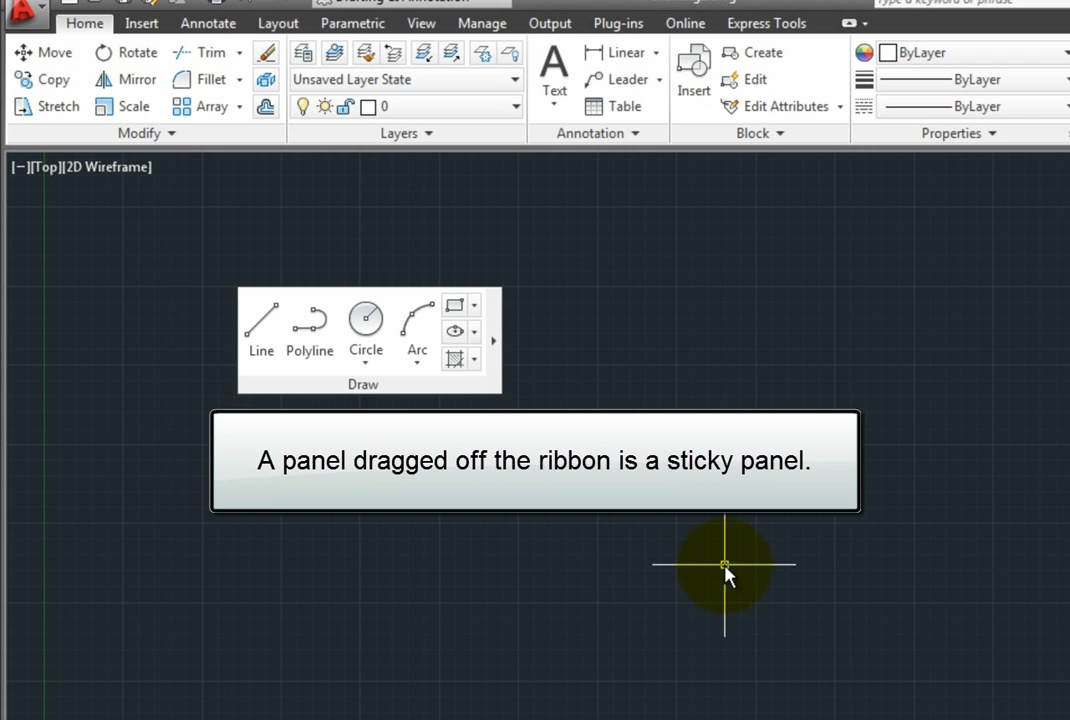 Home Insert Annotate Layout Parametric View Manage Output Plug-ins Online Express Tools
Move Rotate Trim
Copy Mirror Fillet
Stretch Scale Array
Modify
Unsaved Layer State
0
Layers
Text
Linear
Leader
Table
Annotation
Insert
Create
Edit
Edit Attributes
Block
ByLayer
ByLayer
ByLayer
Properties
[−][Top][2D Wireframe]
Line Polyline Circle Arc
Draw
A panel dragged off the ribbon is a sticky panel.